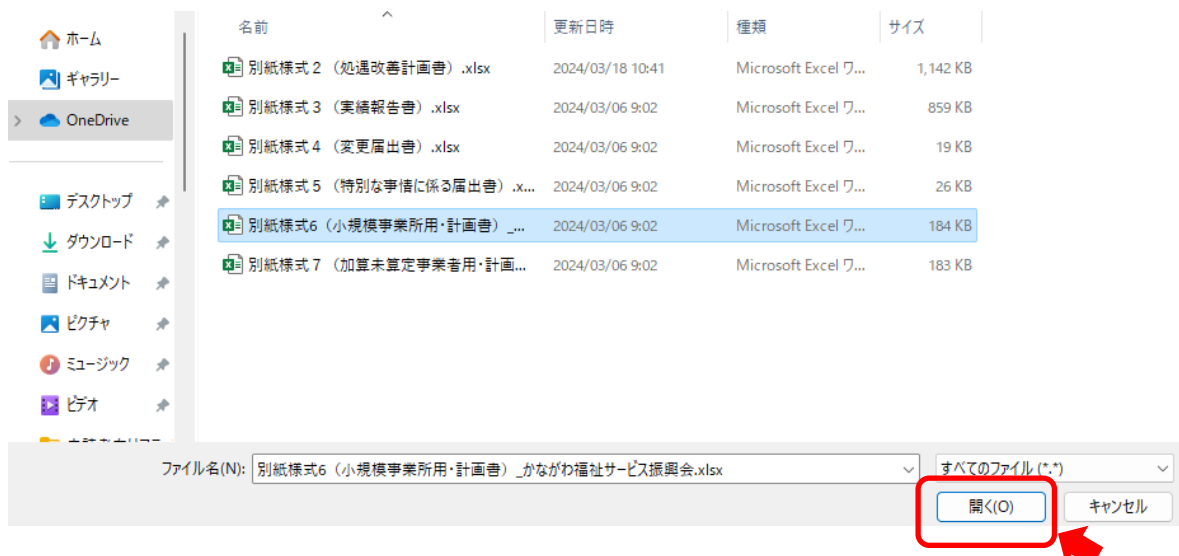 名前 更新日時 種類 サイズ
ホーム
ギャラリー
OneDrive
デスクトップ
ダウンロード
ドキュメント
ピクチャ
ミュージック
ビデオ
別紙様式2（処遇改善計画書）.xlsx 2024/03/18 10:41 Microsoft Excel ワ... 1,142 KB
別紙様式3（実績報告書）.xlsx 2024/03/06 9:02 Microsoft Excel ワ... 859 KB
別紙様式4（変更届出書）.xlsx 2024/03/06 9:02 Microsoft Excel ワ... 19 KB
別紙様式5（特別な事情に係る届出書）.x... 2024/03/06 9:02 Microsoft Excel ワ... 26 KB
別紙様式6（小規模事業所用・計画書）_... 2024/03/06 9:02 Microsoft Excel ワ... 184 KB
別紙様式7（加算未算定事業者用・計画... 2024/03/06 9:02 Microsoft Excel ワ... 183 KB
ファイル名(N): 別紙様式6（小規模事業所用・計画書）_かながわ福祉サービス振興会.xlsx すべてのファイル (*.*)
開く(O) キャンセル